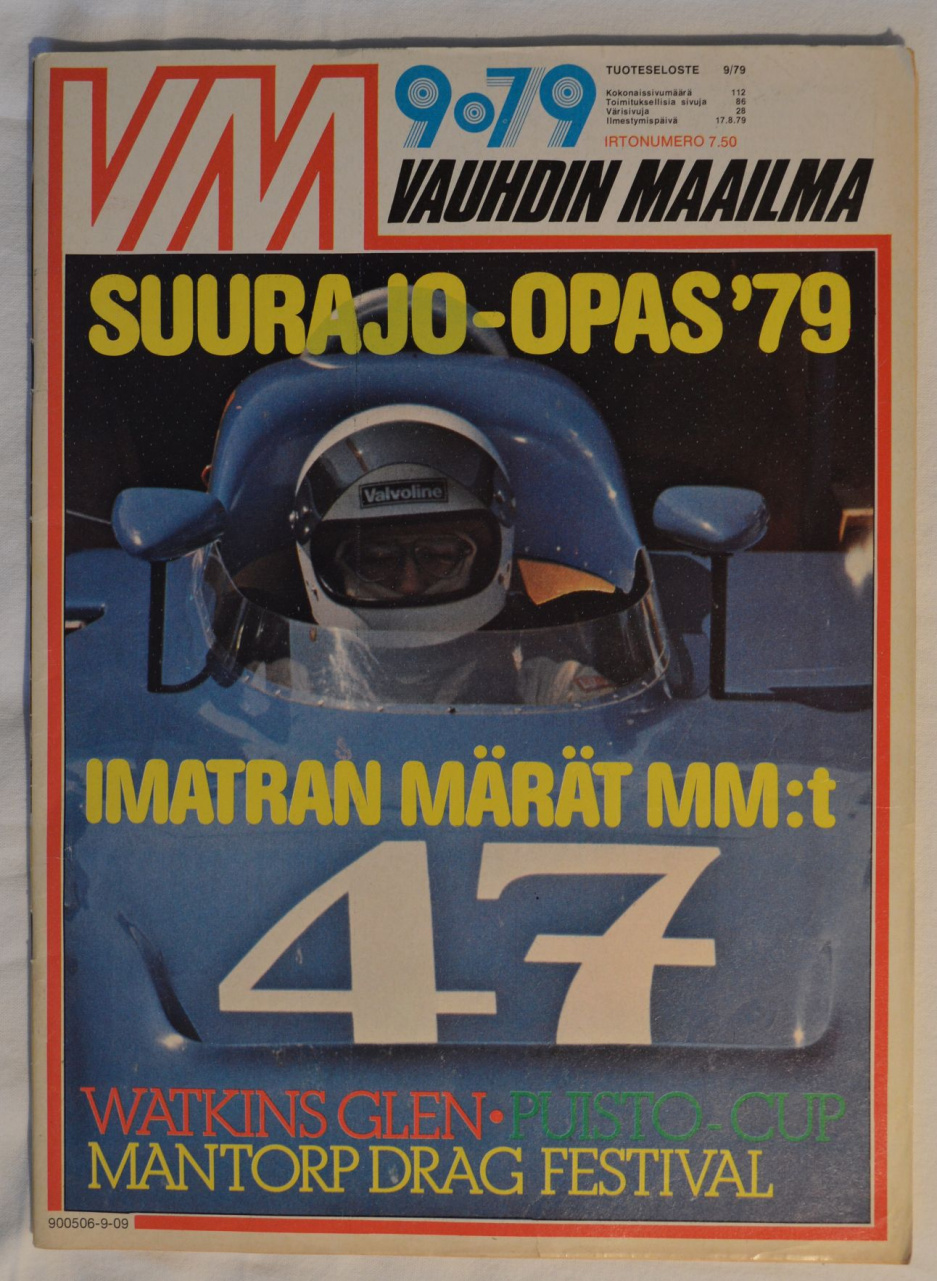 VM
9•79
TUOTESELOSTE 9/79
Kokonaissivumäärä 112
Toimituksellisia sivuja 86
Värisivuja 28
Ilmestymispäivä 17.8.79
IRTONUMERO 7.50
VAUHDIN MAAILMA
SUURAJO-OPAS '79
Valvoline
IMATRAN MÄRÄT MM:t
47
WATKINS GLEN • PUISTO-CUP
MANTORP DRAG FESTIVAL
900506-9-09